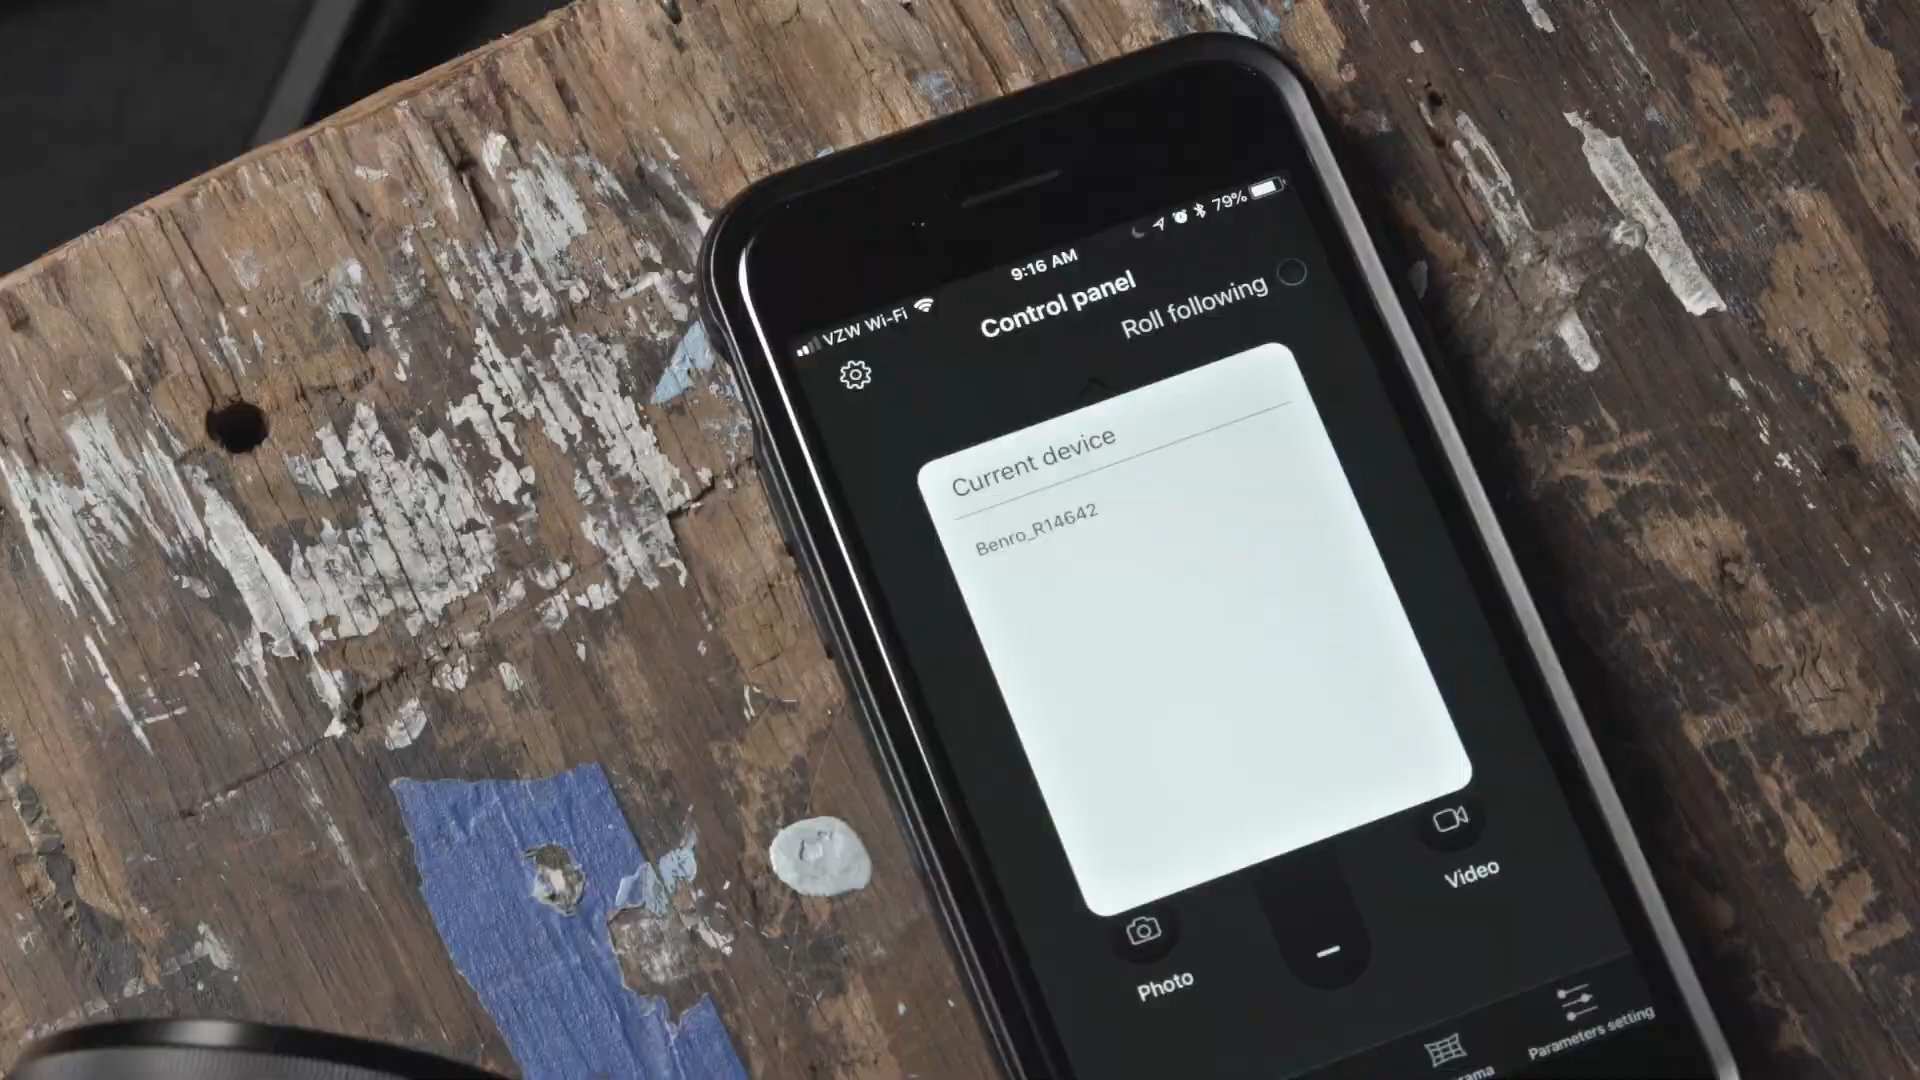 VZW Wi-Fi
9:16 AM
79%
Control panel
Roll following
Current device
Benro_R14642
Photo
Video
Parameters setting